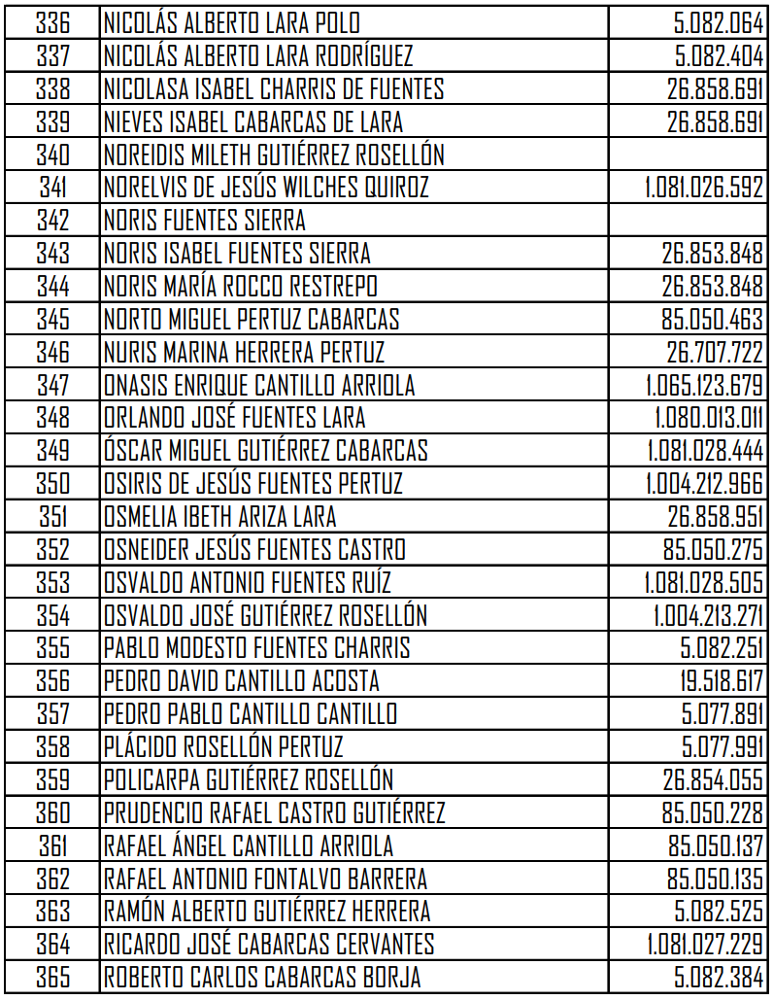 336 NICOLÁS ALBERTO LARA POLO 5.082.064
337 NICOLÁS ALBERTO LARA RODRÍGUEZ 5.082.404
338 NICOLASA ISABEL CHARRIS DE FUENTES 26.858.691
339 NIEVES ISABEL CABARCAS DE LARA 26.858.691
340 NOREIDIS MILETH GUTIÉRREZ ROSELLÓN
341 NORELVIS DE JESÚS WILCHES QUIROZ 1.081.026.592
342 NORIS FUENTES SIERRA
343 NORIS ISABEL FUENTES SIERRA 26.853.848
344 NORIS MARÍA ROCCO RESTREPO 26.853.848
345 NORTO MIGUEL PERTUZ CABARCAS 85.050.463
346 NURIS MARINA HERRERA PERTUZ 26.707.722
347 ONASIS ENRIQUE CANTILLO ARRIOLA 1.065.123.679
348 ORLANDO JOSÉ FUENTES LARA 1.080.013.011
349 ÓSCAR MIGUEL GUTIÉRREZ CABARCAS 1.081.028.444
350 OSIRIS DE JESÚS FUENTES PERTUZ 1.004.212.966
351 OSMELIA IBETH ARIZA LARA 26.858.951
352 OSNEIDER JESÚS FUENTES CASTRO 85.050.275
353 OSVALDO ANTONIO FUENTES RUÍZ 1.081.028.505
354 OSVALDO JOSÉ GUTIÉRREZ ROSELLÓN 1.004.213.271
355 PABLO MODESTO FUENTES CHARRIS 5.082.251
356 PEDRO DAVID CANTILLO ACOSTA 19.518.617
357 PEDRO PABLO CANTILLO CANTILLO 5.077.891
358 PLÁCIDO ROSELLÓN PERTUZ 5.077.991
359 POLICARPA GUTIÉRREZ ROSELLÓN 26.854.055
360 PRUDENCIO RAFAEL CASTRO GUTIÉRREZ 85.050.228
361 RAFAEL ÁNGEL CANTILLO ARRIOLA 85.050.137
362 RAFAEL ANTONIO FONTALVO BARRERA 85.050.135
363 RAMÓN ALBERTO GUTIÉRREZ HERRERA 5.082.525
364 RICARDO JOSÉ CABARCAS CERVANTES 1.081.027.229
365 ROBERTO CARLOS CABARCAS BORJA 5.082.384